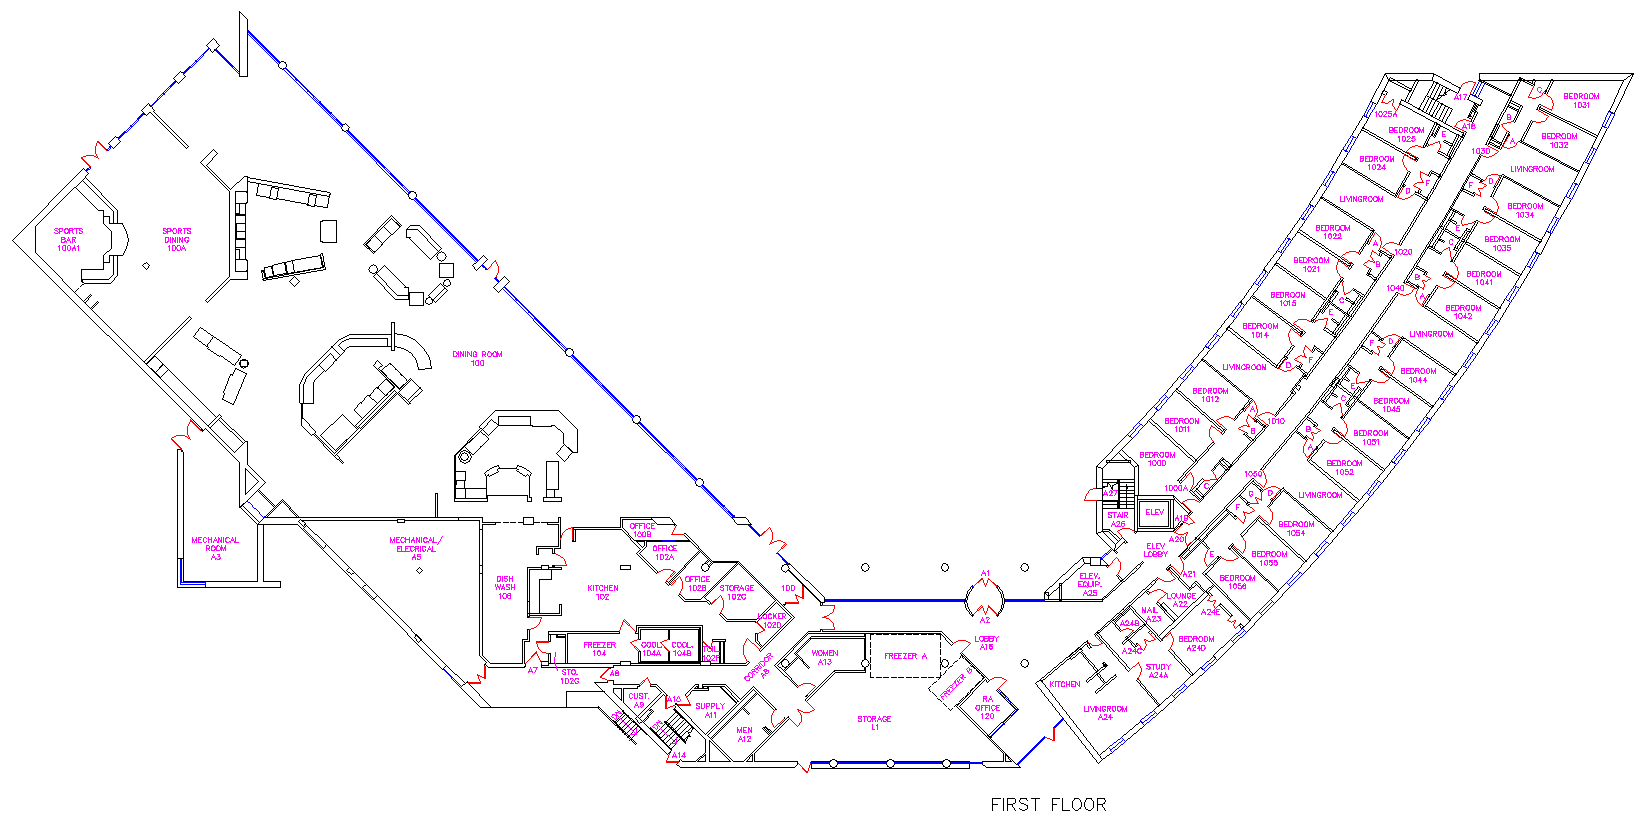 SPORTS
BAR
100A1
SPORTS
DINING
100A
DINING ROOM
100
MECHANICAL
ROOM
A3
MECHANICAL/
ELECTRICAL
A5
DISH
WASH
KITCHEN
102
OFFICE
OFFICE
102A
OFFICE
102B
STORAGE
102C
LOCKER
102D
100
FREEZER
104
COOL.
104A
COOL.
104B
TOIL.
102F
A7
STO.
102G
A6
CORRIDOR
A8
CUST.
A9
A10
SUPPLY
A11
MEN
A12
A14
WOMEN
A13
FREEZER A
FREEZER B
STORAGE
L1
RA
OFFICE
120
LOBBY
A1
A2
ELEV.
EQUIP.
A25
ELEV
LOBBY
A20
A21
STAIR
A26
A27
ELEV
A19
LOUNGE
A22
NAIL
A23
A24B
A24C
A24E
BEDROOM
A24D
STUDY
A24A
KITCHEN
LIVINGROOM
A24
A17
A18
1025A
BEDROOM
1025
E
BEDROOM
1024
D
F
LIVINGROOM
BEDROOM
1022
A
1020
B
BEDROOM
1021
C
E
BEDROOM
1015
BEDROOM
1014
D
F
LIVINGROOM
BEDROOM
1012
A
B
1010
BEDROOM
1011
BEDROOM
1000
1000A
C
BEDROOM
1031
C
B
A
BEDROOM
1032
1030
LIVINGROOM
F
D
BEDROOM
1034
E
C
BEDROOM
1035
B
A
1040
BEDROOM
1041
BEDROOM
1042
LIVINGROOM
F
D
BEDROOM
1044
E
C
BEDROOM
1045
B
A
BEDROOM
1051
BEDROOM
1052
1050
LIVINGROOM
G
D
F
BEDROOM
1054
E
BEDROOM
1055
BEDROOM
1056
FIRST FLOOR